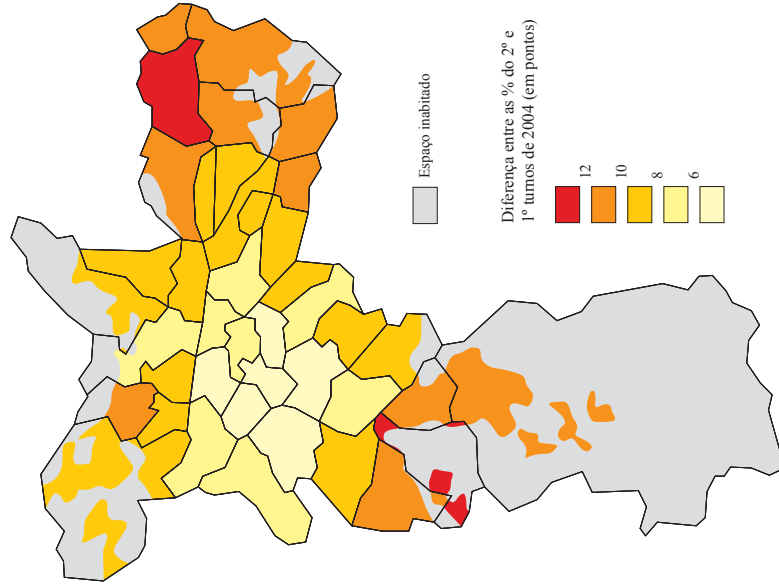 Espaço inabitado
Diferença entre as % do 2º e
1º turnos de 2004 (em pontos)
12
10
8
6